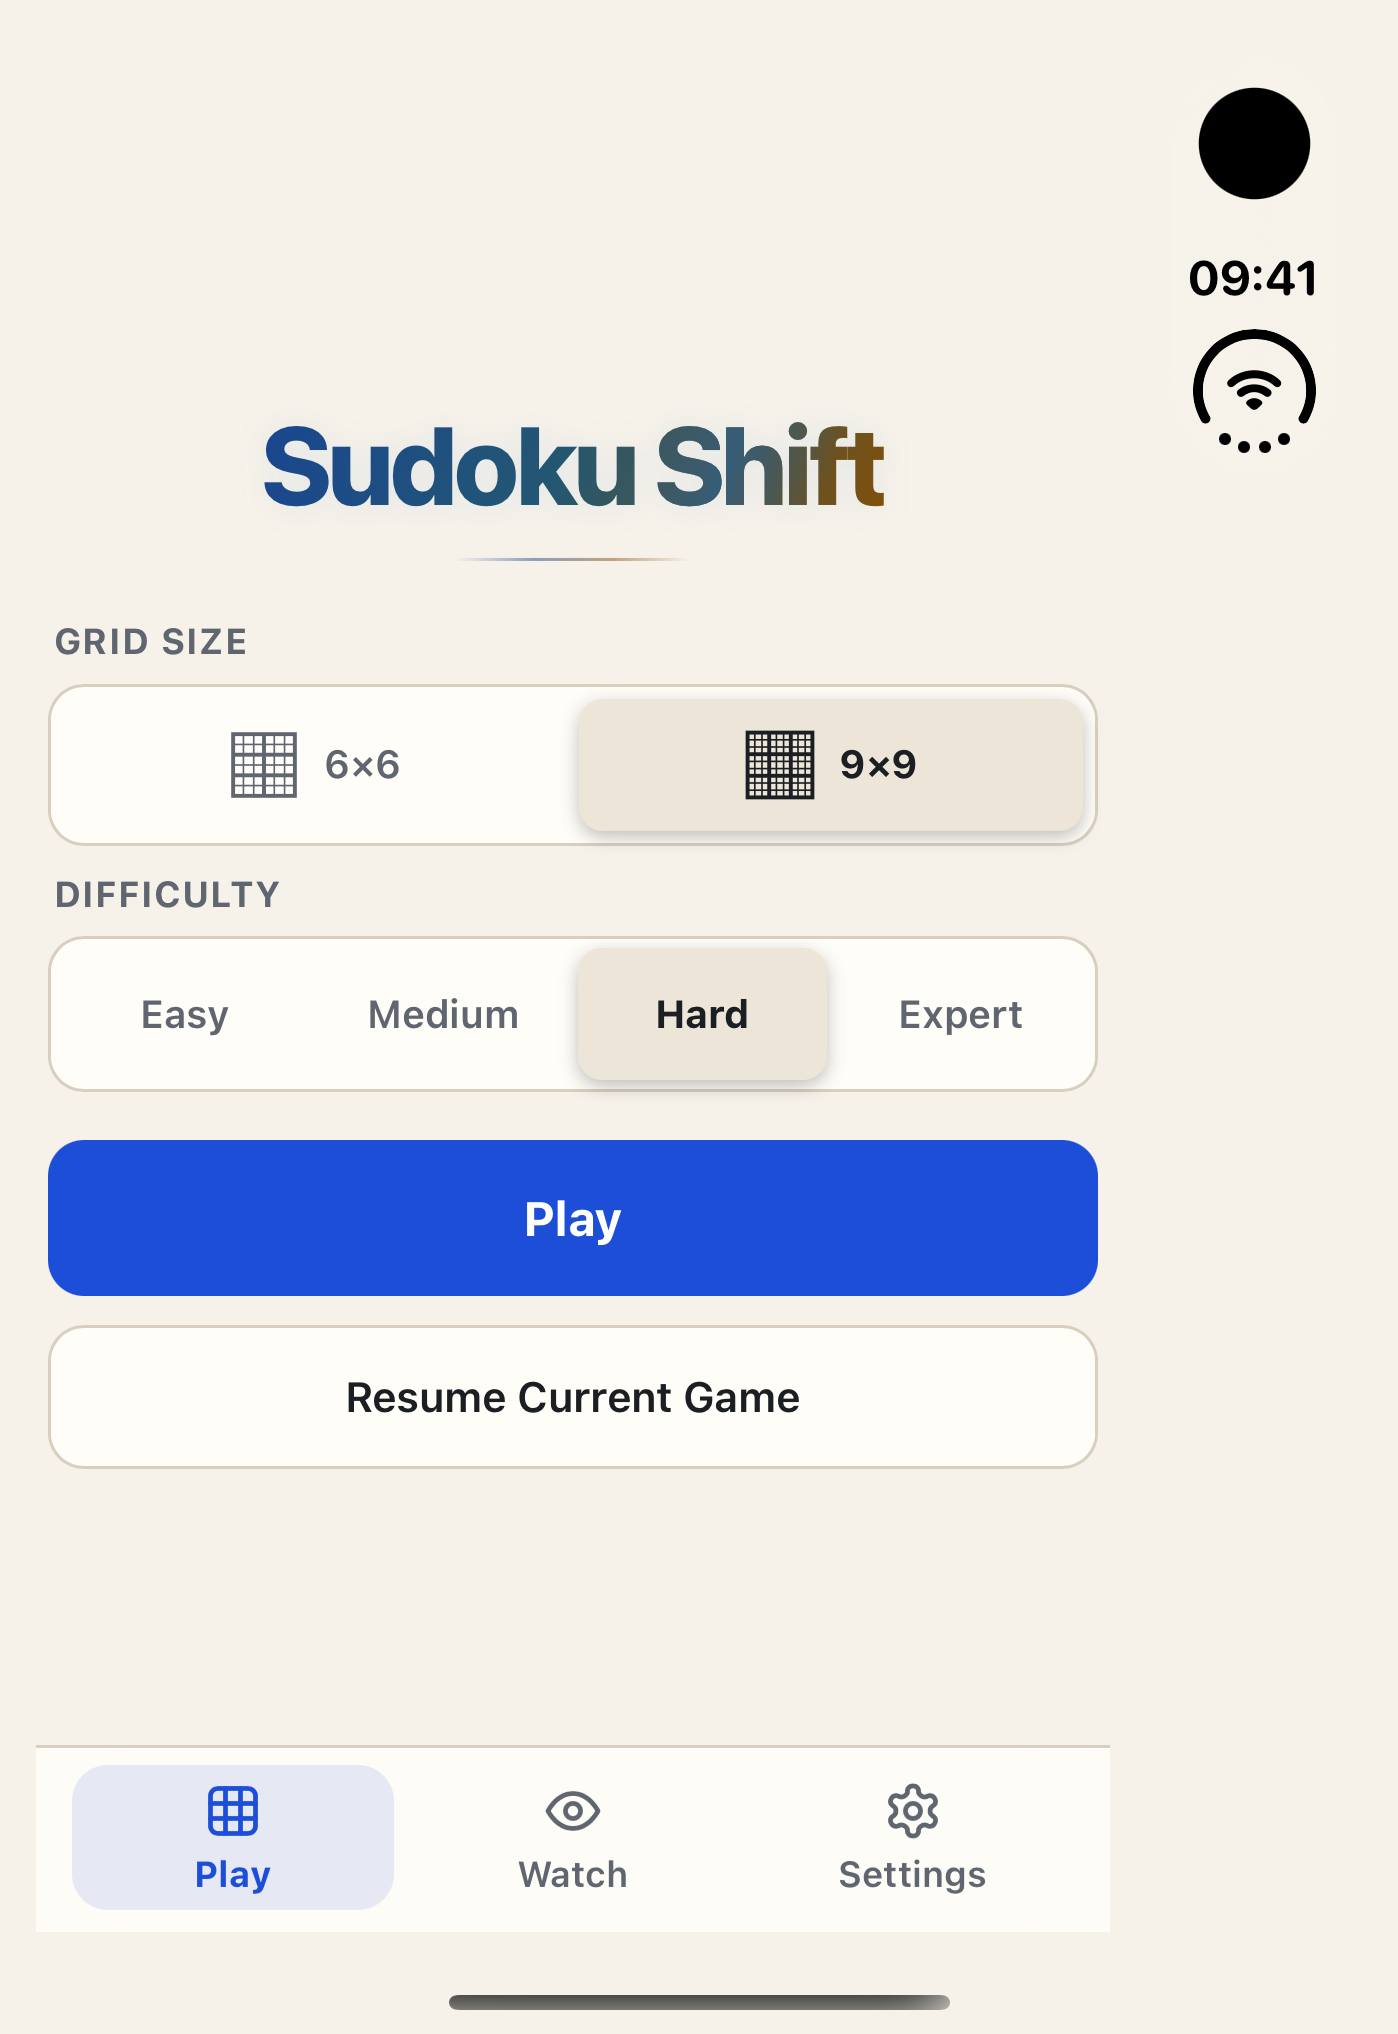 09:41
Sudoku Shift
GRID SIZE
6×6 9×9
DIFFICULTY
Easy Medium Hard Expert
Play
Resume Current Game
Play Watch Settings